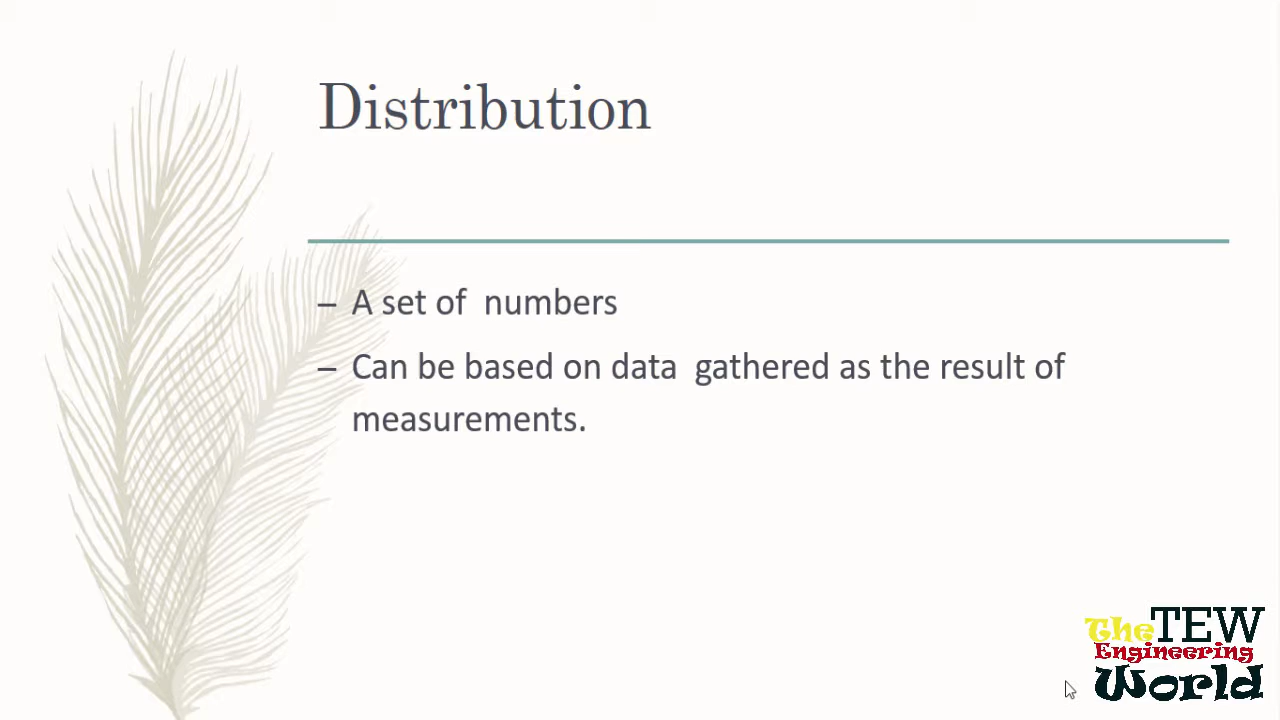 Distribution
– A set of  numbers
– Can be based on data  gathered as the result of
measurements.
The TEW
Engineering
World